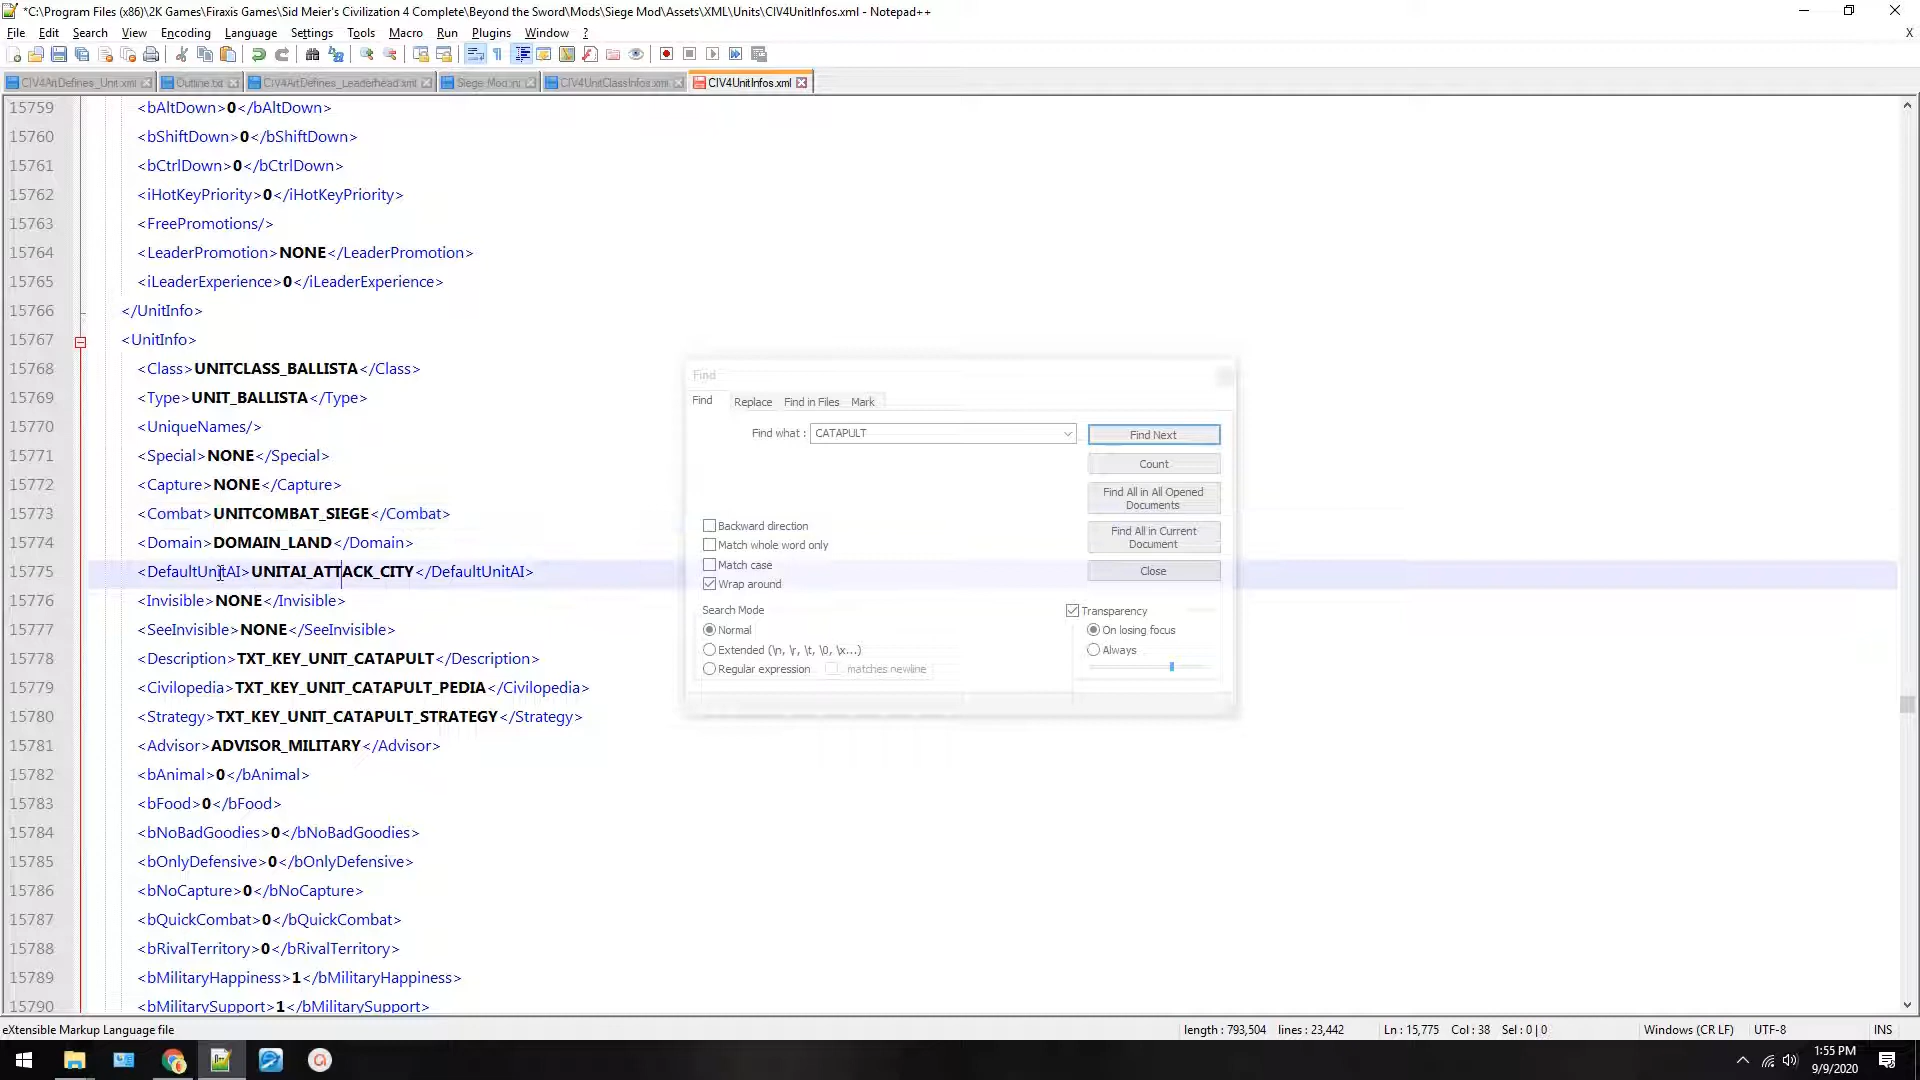 *C:\Program Files (x86)\2K Games\Firaxis Games\Sid Meier's Civilization 4 Complete\Beyond the Sword\Mods\Siege Mod\Assets\XML\Units\CIV4UnitInfos.xml - Notepad++
File Edit Search View Encoding Language Settings Tools Macro Run Plugins Window ? X
CIV4ArtDefines_Unit.xml Outline.txt CIV4ArtDefines_Leaderhead.xml Siege_Mod.ini CIV4UnitClassInfos.xml CIV4UnitInfos.xml
15759 <bAltDown>0</bAltDown>
15760 <bShiftDown>0</bShiftDown>
15761 <bCtrlDown>0</bCtrlDown>
15762 <iHotKeyPriority>0</iHotKeyPriority>
15763 <FreePromotions/>
15764 <LeaderPromotion>NONE</LeaderPromotion>
15765 <iLeaderExperience>0</iLeaderExperience>
15766 </UnitInfo>
15767 <UnitInfo>
15768 <Class>UNITCLASS_BALLISTA</Class>
15769 <Type>UNIT_BALLISTA</Type>
15770 <UniqueNames/>
15771 <Special>NONE</Special>
15772 <Capture>NONE</Capture>
15773 <Combat>UNITCOMBAT_SIEGE</Combat>
15774 <Domain>DOMAIN_LAND</Domain>
15775 <DefaultUnitAI>UNITAI_ATTACK_CITY</DefaultUnitAI>
15776 <Invisible>NONE</Invisible>
15777 <SeeInvisible>NONE</SeeInvisible>
15778 <Description>TXT_KEY_UNIT_CATAPULT</Description>
15779 <Civilopedia>TXT_KEY_UNIT_CATAPULT_PEDIA</Civilopedia>
15780 <Strategy>TXT_KEY_UNIT_CATAPULT_STRATEGY</Strategy>
15781 <Advisor>ADVISOR_MILITARY</Advisor>
15782 <bAnimal>0</bAnimal>
15783 <bFood>0</bFood>
15784 <bNoBadGoodies>0</bNoBadGoodies>
15785 <bOnlyDefensive>0</bOnlyDefensive>
15786 <bNoCapture>0</bNoCapture>
15787 <bQuickCombat>0</bQuickCombat>
15788 <bRivalTerritory>0</bRivalTerritory>
15789 <bMilitaryHappiness>1</bMilitaryHappiness>
15790 <bMilitarySupport>1</bMilitarySupport>
Find
Find Replace Find in Files Mark
Find what : CATAPULT Find Next
Count
Find All in All Opened Documents
Find All in Current Document
Close
Backward direction
Match whole word only
Match case
Wrap around
Search Mode
Normal
Extended (\n, \r, \t, \0, \x...)
Regular expression matches newline
Transparency
On losing focus
Always
eXtensible Markup Language file length : 793,504 lines : 23,442 Ln : 15,775 Col : 38 Sel : 0 | 0 Windows (CR LF) UTF-8 INS
1:55 PM
9/9/2020